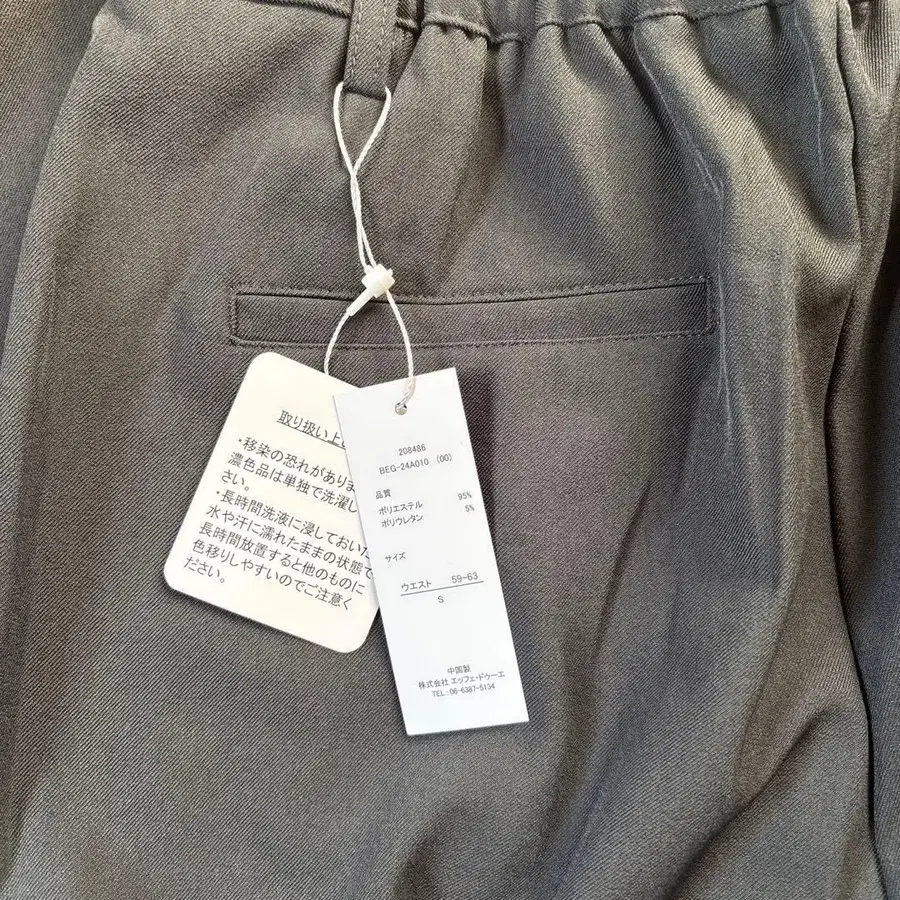 取り扱い上
・移染の恐れがありま
濃色品は単独で洗濯し
さい。
・長時間洗液に浸しておいた
水や汗に濡れたままの状態で
長時間放置すると他のものに
色移りしやすいのでご注意く
ださい。
208486
BEG-24A010 (00)
品質
ポリエステル 95%
ポリウレタン 5%
サイズ
ウエスト 59~63
S
中国製
株式会社 エッフェ・ドゥーエ
TEL:06-6387-5134